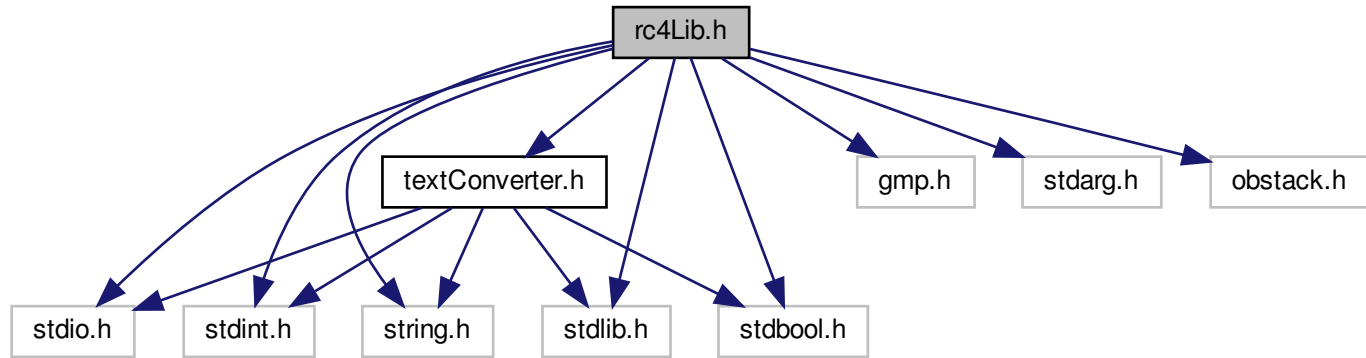 rc4Lib.h
textConverter.h
gmp.h
stdarg.h
obstack.h
stdio.h
stdint.h
string.h
stdlib.h
stdbool.h